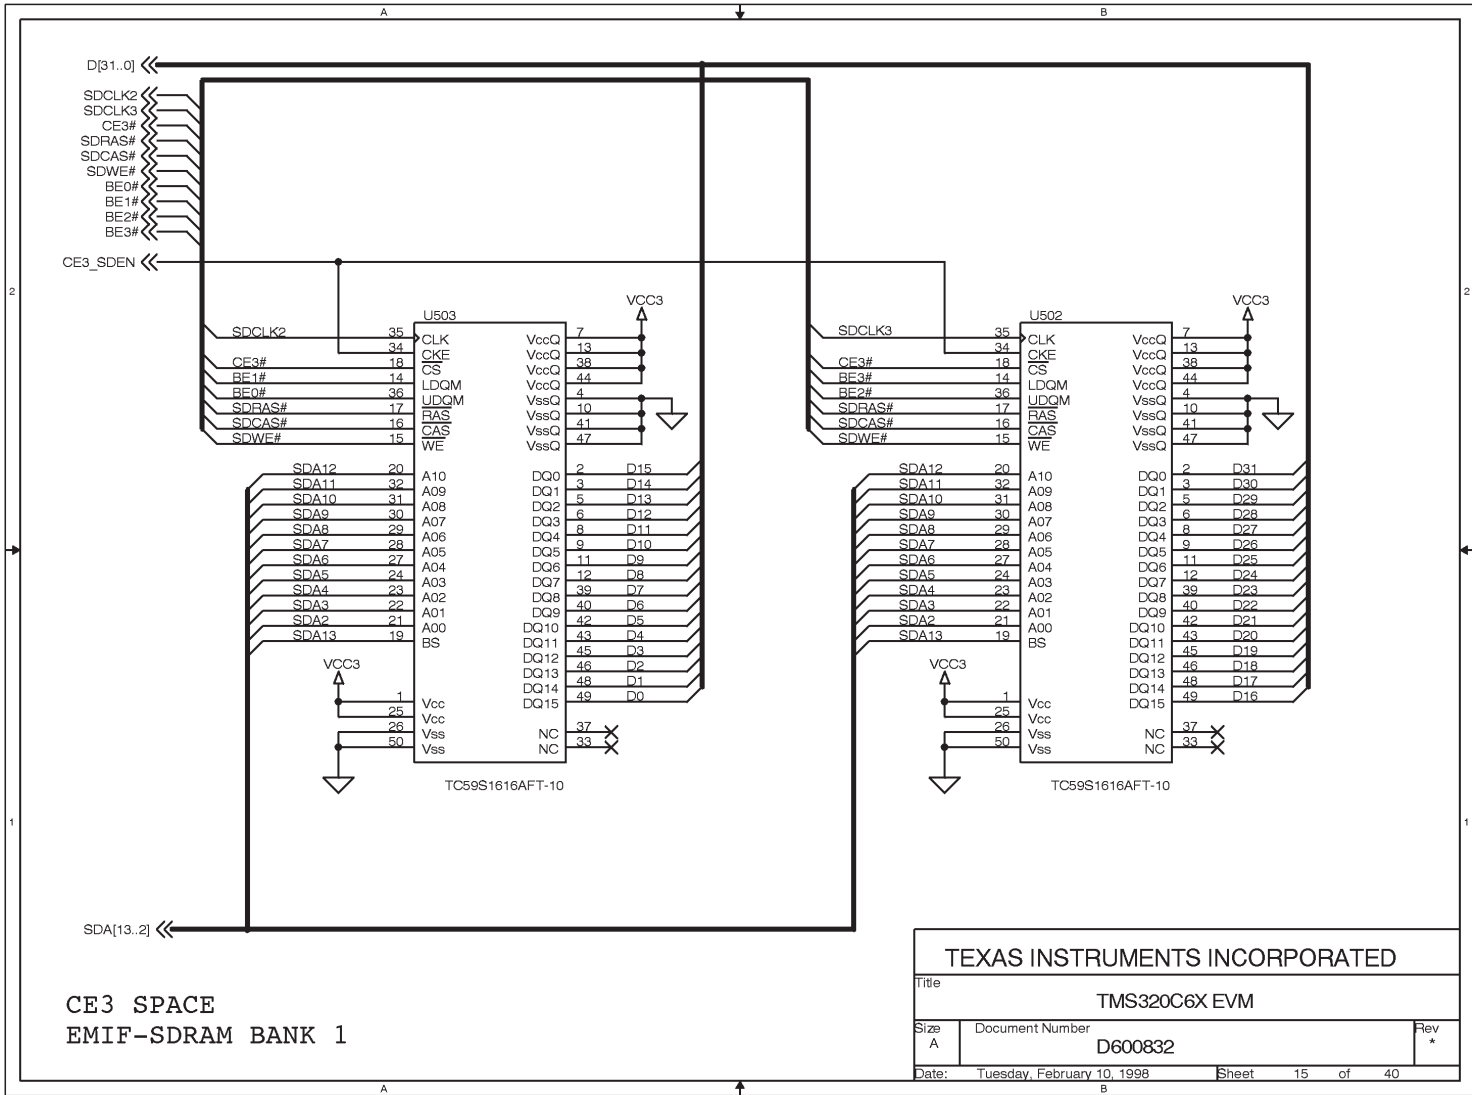 A
B
D[31..0]
SDCLK2
SDCLK3
CE3#
SDRAS#
SDCAS#
SDWE#
BE0#
BE1#
BE2#
BE3#
CE3_SDEN
2
2
U503
VCC3
SDCLK2 35 CLK VccQ 7
34 CKE VccQ 13
CE3# 18 CS VccQ 38
BE1# 14 LDQM VccQ 44
BE0# 36 UDQM VssQ 4
SDRAS# 17 RAS VssQ 10
SDCAS# 16 CAS VssQ 41
SDWE# 15 WE VssQ 47
SDA12 20 A10 DQ0 2 D15
SDA11 32 A09 DQ1 3 D14
SDA10 31 A08 DQ2 5 D13
SDA9 30 A07 DQ3 6 D12
SDA8 29 A06 DQ4 8 D11
SDA7 28 A05 DQ5 9 D10
SDA6 27 A04 DQ6 11 D9
SDA5 24 A03 DQ7 12 D8
SDA4 23 A02 DQ8 39 D7
SDA3 22 A01 DQ9 40 D6
SDA2 21 A00 DQ10 42 D5
SDA13 19 BS DQ11 43 D4
DQ12 45 D3
DQ13 46 D2
DQ14 48 D1
DQ15 49 D0
VCC3
1 Vcc
25 Vcc
26 Vss NC 37
50 Vss NC 33
TC59S1616AFT-10
U502
VCC3
SDCLK3 35 CLK VccQ 7
34 CKE VccQ 13
CE3# 18 CS VccQ 38
BE3# 14 LDQM VccQ 44
BE2# 36 UDQM VssQ 4
SDRAS# 17 RAS VssQ 10
SDCAS# 16 CAS VssQ 41
SDWE# 15 WE VssQ 47
SDA12 20 A10 DQ0 2 D31
SDA11 32 A09 DQ1 3 D30
SDA10 31 A08 DQ2 5 D29
SDA9 30 A07 DQ3 6 D28
SDA8 29 A06 DQ4 8 D27
SDA7 28 A05 DQ5 9 D26
SDA6 27 A04 DQ6 11 D25
SDA5 24 A03 DQ7 12 D24
SDA4 23 A02 DQ8 39 D23
SDA3 22 A01 DQ9 40 D22
SDA2 21 A00 DQ10 42 D21
SDA13 19 BS DQ11 43 D20
DQ12 45 D19
DQ13 46 D18
DQ14 48 D17
DQ15 49 D16
VCC3
1 Vcc
25 Vcc
26 Vss NC 37
50 Vss NC 33
TC59S1616AFT-10
1
1
SDA[13..2]
CE3 SPACE
EMIF-SDRAM BANK 1
TEXAS INSTRUMENTS INCORPORATED
Title
TMS320C6X EVM
Size
A
Document Number
D600832
Rev
*
Date: Tuesday, February 10, 1998 Sheet 15 of 40
A
B